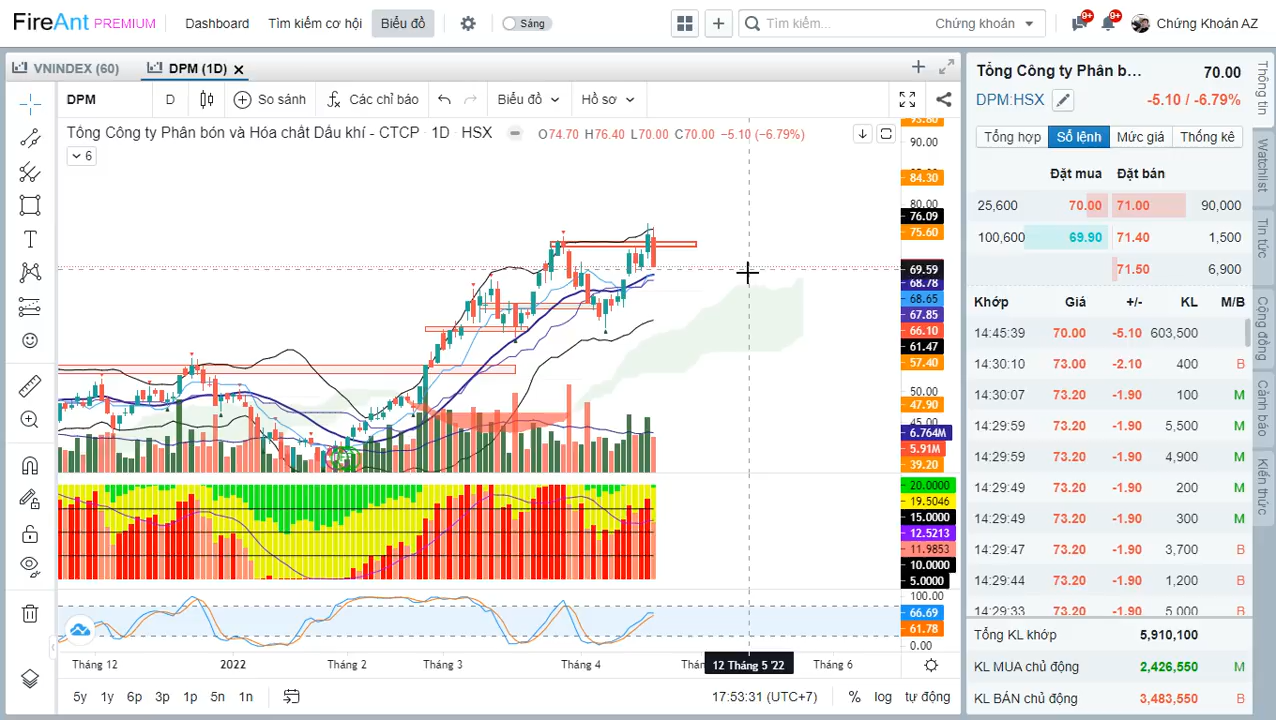 FireAnt PREMIUM Dashboard Tìm kiếm cơ hội Biểu đồ Sáng Tìm kiếm... Chứng khoán 9+ 9+ Chứng Khoán AZ
VNINDEX (60) DPM (1D)
DPM D So sánh Các chỉ báo Biểu đồ Hồ sơ
Tổng Công ty Phân bón và Hóa chất Dầu khí - CTCP 1D HSX O74.70 H76.40 L70.00 C70.00 −5.10 (−6.79%)
6
93.80
90.00
84.30
80.00
76.09
75.60
69.59
68.78
68.65
67.85
66.10
61.47
57.40
50.00
47.90
45.00
6.764M
5.91M
39.20
20.0000
19.5046
15.0000
12.5213
11.9853
10.0000
5.0000
100.00
66.69
61.78
0.00
Tháng 12 2022 Tháng 2 Tháng 3 Tháng 4 12 Tháng 5 '22 Tháng 6
5y 1y 6p 3p 1p 5n 1n 17:53:31 (UTC+7) % log tự động
Tổng Công ty Phân b... 70.00
DPM:HSX -5.10 / -6.79%
Tổng hợp Sổ lệnh Mức giá Thống kê
Đặt mua Đặt bán
25,600 70.00 71.00 90,000
100,600 69.90 71.40 1,500
71.50 6,900
Khớp Giá +/- KL M/B
14:45:39 70.00 -5.10 503,500
14:30:10 73.00 -2.10 400 B
14:30:07 73.20 -1.90 100 M
14:29:59 73.20 -1.90 5,500 M
14:29:59 73.20 -1.90 4,900 M
14:29:49 73.20 -1.90 200 M
14:29:49 73.20 -1.90 300 M
14:29:47 73.20 -1.90 3,700 B
14:29:44 73.20 -1.90 1,200 B
14:29:33 73.20 -1.90 5,000 B
Tổng KL khớp 5,910,100
KL MUA chủ động 2,426,550 M
KL BÁN chủ động 3,483,550 B
Thông tin
Watchlist
Tin tức
Cộng đồng
Cảnh báo
Kiến thức